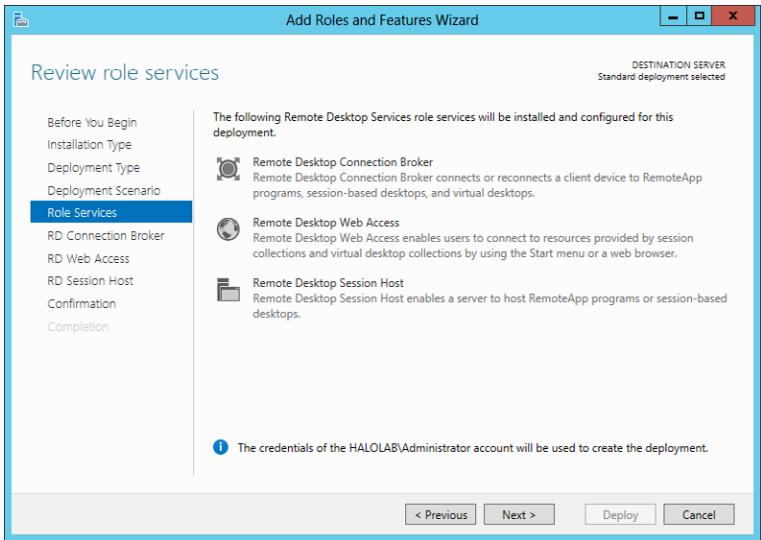 Add Roles and Features Wizard
Review role services
DESTINATION SERVER
Standard deployment selected
Before You Begin
Installation Type
Deployment Type
Deployment Scenario
Role Services
RD Connection Broker
RD Web Access
RD Session Host
Confirmation
Completion
The following Remote Desktop Services role services will be installed and configured for this
deployment.
Remote Desktop Connection Broker
Remote Desktop Connection Broker connects or reconnects a client device to RemoteApp
programs, session-based desktops, and virtual desktops.
Remote Desktop Web Access
Remote Desktop Web Access enables users to connect to resources provided by session
collections and virtual desktop collections by using the Start menu or a web browser.
Remote Desktop Session Host
Remote Desktop Session Host enables a server to host RemoteApp programs or session-based
desktops.
The credentials of the HALOLAB\Administrator account will be used to create the deployment.
< Previous
Next >
Deploy
Cancel